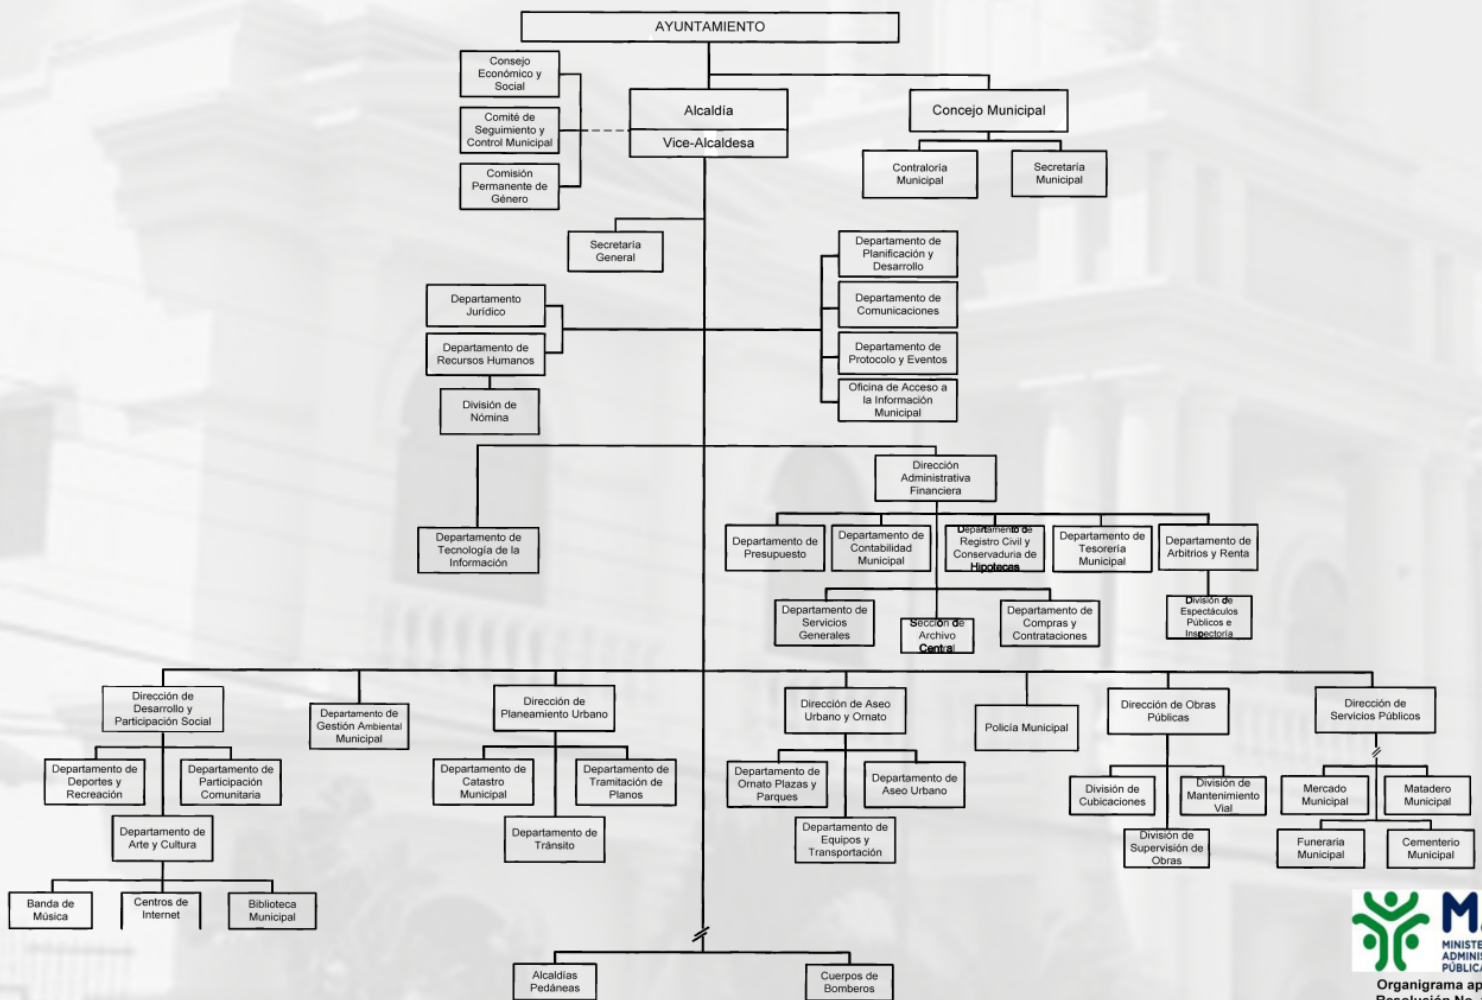 AYUNTAMIENTO
Consejo
Económico y
Social
Alcaldía
Concejo Municipal
Comité de
Seguimiento y
Control Municipal
Vice-Alcaldesa
Comisión
Permanente de
Género
Contraloría
Municipal
Secretaría
Municipal
Secretaría
General
Departamento de
Planificación y
Desarrollo
Departamento
Jurídico
Departamento de
Comunicaciones
Departamento de
Recursos Humanos
Departamento de
Protocolo y Eventos
División de
Nómina
Oficina de Acceso a
la Información
Municipal
Dirección
Administrativa
Financiera
Departamento de
Tecnología de la
Información
Departamento de
Presupuesto
Departamento de
Contabilidad
Municipal
Departamento de
Registro Civil y
Conservaduria de
Hipotecas
Departamento de
Tesorería
Municipal
Departamento de
Arbitrios y Renta
Departamento de
Servicios
Generales
Sección de
Archivo
Central
Departamento de
Compras y
Contrataciones
División de
Espectáculos
Públicos e
Inspectoría
Dirección de
Desarrollo y
Participación Social
Departamento de
Gestión Ambiental
Municipal
Dirección de
Planeamiento Urbano
Dirección de Aseo
Urbano y Ornato
Policía Municipal
Dirección de Obras
Públicas
Dirección de
Servicios Públicos
Departamento de
Deportes y
Recreación
Departamento de
Participación
Comunitaria
Departamento de
Catastro
Municipal
Departamento de
Tramitación de
Planos
Departamento de
Ornato Plazas y
Parques
Departamento de
Aseo Urbano
División de
Cubicaciones
División de
Mantenimiento
Vial
Mercado
Municipal
Matadero
Municipal
Departamento de
Arte y Cultura
Departamento de
Tránsito
Departamento de
Equipos y
Transportación
División de
Supervisión de
Obras
Funeraria
Municipal
Cementerio
Municipal
Banda de
Música
Centros de
Internet
Biblioteca
Municipal
Alcaldías
Pedáneas
Cuerpos de
Bomberos
MINISTE
ADMINIS
PÚBLICA
Organigrama ap